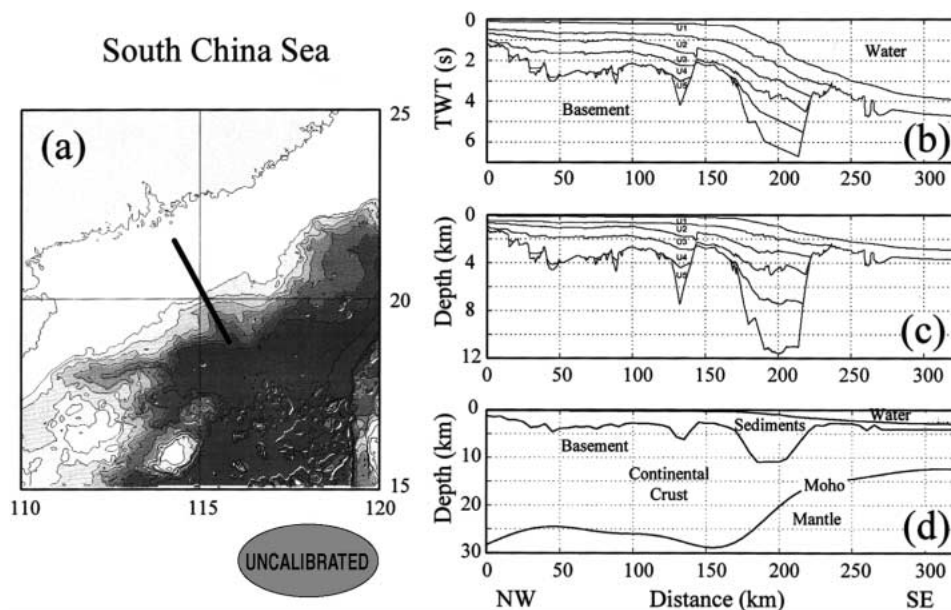 South China Sea
(a)
25
20
15
110
115
120
UNCALIBRATED
TWT (s)
0
2
4
6
U1
U2
U3
U4
U5
Water
Basement
(b)
0 50 100 150 200 250 300
Depth (km)
0
4
8
12
U1
U2
U3
U4
U5
(c)
0 50 100 150 200 250 300
Depth (km)
0
10
20
30
Water
Sediments
Basement
Continental
Crust
Moho
Mantle
(d)
0 50 100 150 200 250 300
NW Distance (km) SE